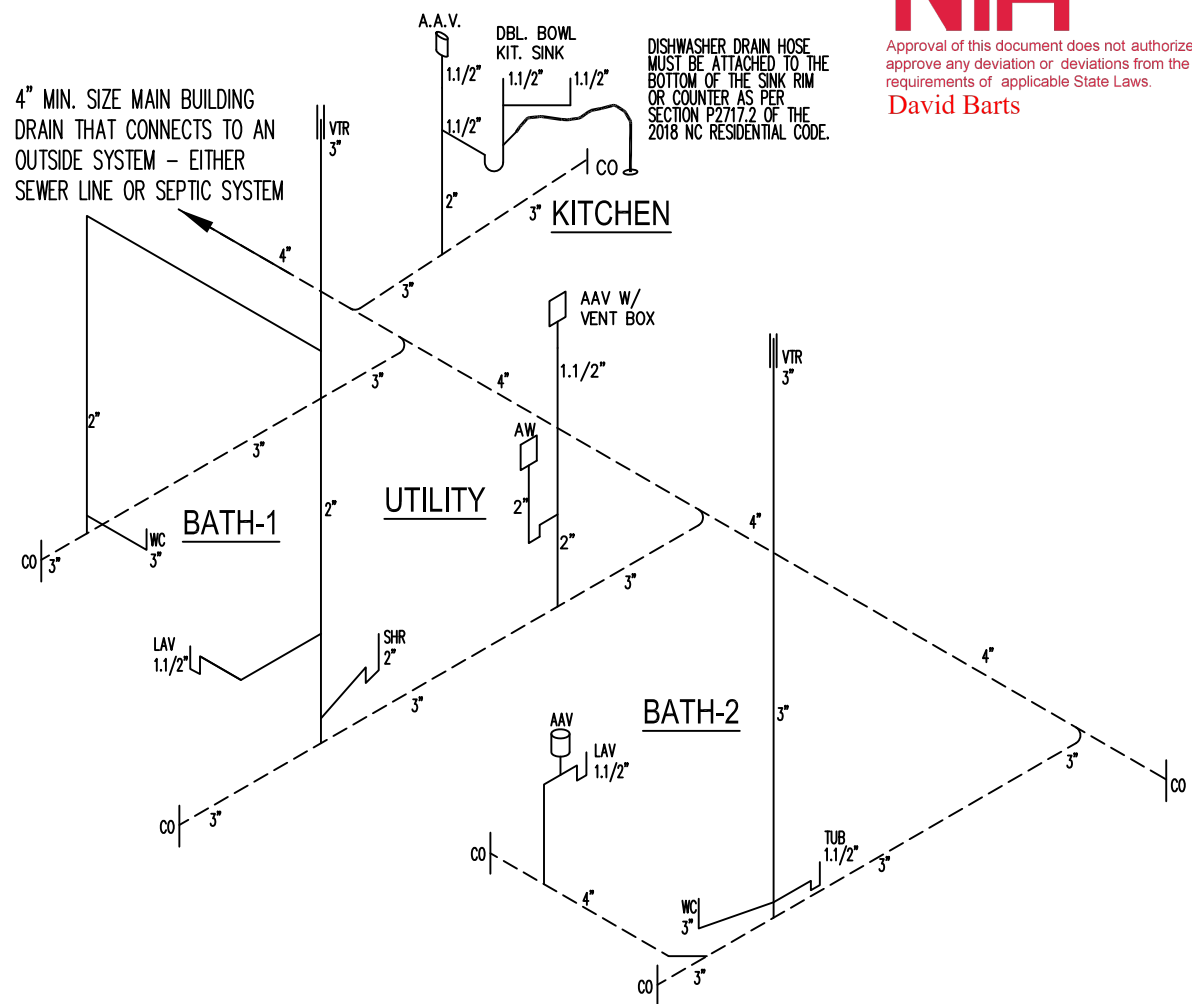 A.A.V.
DBL. BOWL
KIT. SINK
1.1/2"
1.1/2"
1.1/2"
1.1/2"
DISHWASHER DRAIN HOSE
MUST BE ATTACHED TO THE
BOTTOM OF THE SINK RIM
OR COUNTER AS PER
SECTION P2717.2 OF THE
2018 NC RESIDENTIAL CODE.
Approval of this document does not authorize
approve any deviation or deviations from the
requirements of applicable State Laws.
David Barts
4" MIN. SIZE MAIN BUILDING
DRAIN THAT CONNECTS TO AN
OUTSIDE SYSTEM – EITHER
SEWER LINE OR SEPTIC SYSTEM
VTR
3"
2"
CO
3"
KITCHEN
4"
3"
AAV W/
VENT BOX
1.1/2"
3"
4"
VTR
3"
2"
3"
AW
2"
2"
UTILITY
2"
BATH-1
WC
3"
CO
3"
4"
3"
LAV
1.1/2"
SHR
2"
3"
4"
BATH-2
3"
AAV
LAV
1.1/2"
3"
CO
CO
3"
CO
4"
TUB
1.1/2"
3"
WC
3"
CO
3"